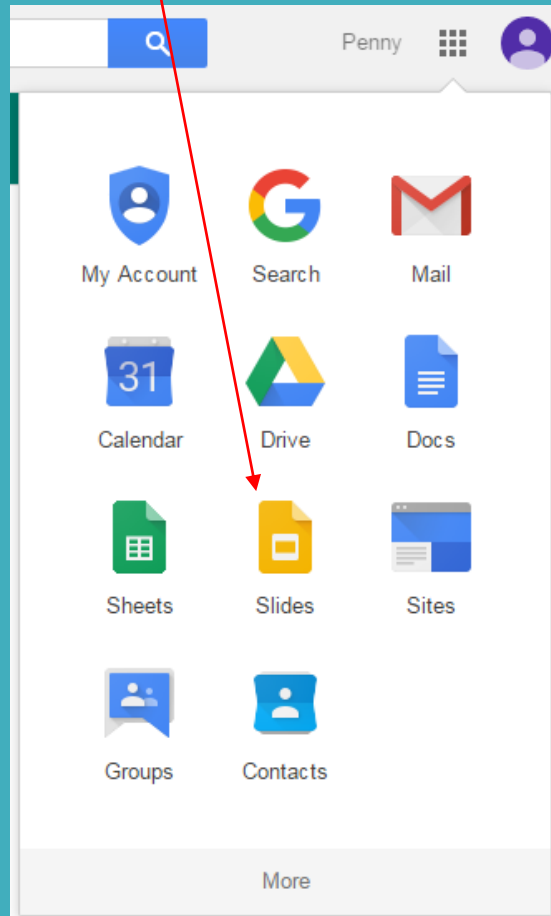 Penny
My Account Search Mail
31
Calendar Drive Docs
Sheets Slides Sites
Groups Contacts
More